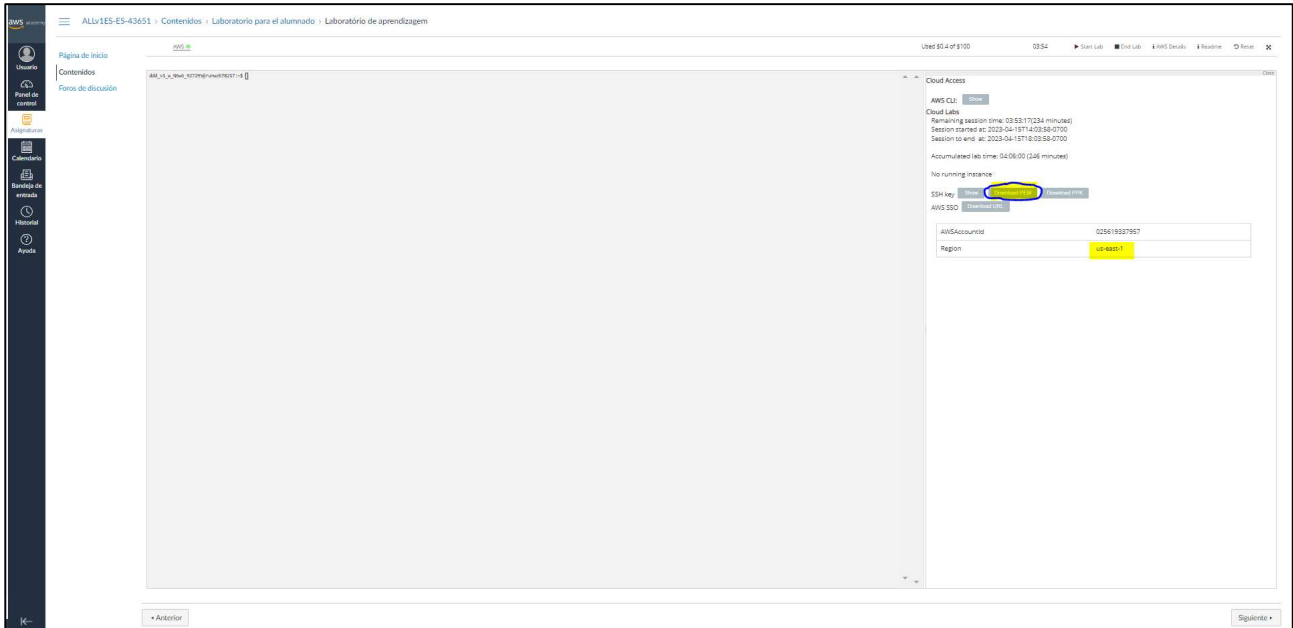 aws academy
ALLv1ES-ES-43651 › Contenidos › Laboratorio para el alumnado › Laboratório de aprendizagem
Usuario
Panel de control
Asignaturas
Calendario
Bandeja de entrada
Historial
Ayuda
Página de inicio
Contenidos
Foros de discusión
AWS
Used $0.4 of $100
03:54
Start Lab
End Lab
AWS Details
Readme
Reset
Close
Cloud Access
AWS CLI: Show
Cloud Labs
Remaining session time: 03:53:17(234 minutes)
Session started at: 2023-04-15T14:03:58-0700
Session to end at: 2023-04-15T18:03:58-0700
Accumulated lab time: 04:06:00 (246 minutes)
No running instance
SSH key Show Download PEM Download PPK
AWS SSO Download URL
AWSAccountId 025619337957
Region us-east-1
◂ Anterior
Siguiente ▸